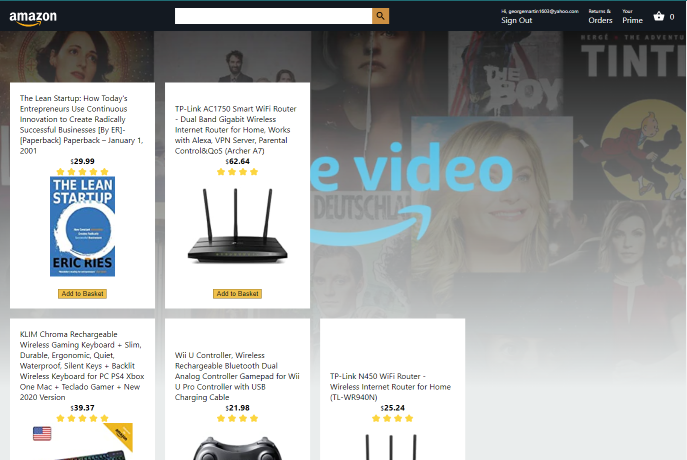 amazon
Hi, georgemartin1603@yahoo.com
Sign Out
Returns &
Orders
Your
Prime
0
HERGÉ ★ THE ADVENTU
TINTI
THE
BOY
e video
DEUTSCHLA
The Lean Startup: How Today's
Entrepreneurs Use Continuous
Innovation to Create Radically
Successful Businesses [By ER]-
[Paperback] Paperback – January 1,
2001
$29.99
THE LEAN
STARTUP
ERIC RIES
Add to Basket
TP-Link AC1750 Smart WiFi Router
- Dual Band Gigabit Wireless
Internet Router for Home, Works
with Alexa, VPN Server, Parental
Control&QoS (Archer A7)
$62.64
Add to Basket
KLIM Chroma Rechargeable
Wireless Gaming Keyboard + Slim,
Durable, Ergonomic, Quiet,
Waterproof, Silent Keys + Backlit
Wireless Keyboard for PC PS4 Xbox
One Mac + Teclado Gamer + New
2020 Version
$39.37
Wii U Controller, Wireless
Rechargeable Bluetooth Dual
Analog Controller Gamepad for Wii
U Pro Controller with USB
Charging Cable
$21.98
TP-Link N450 WiFi Router -
Wireless Internet Router for Home
(TL-WR940N)
$25.24